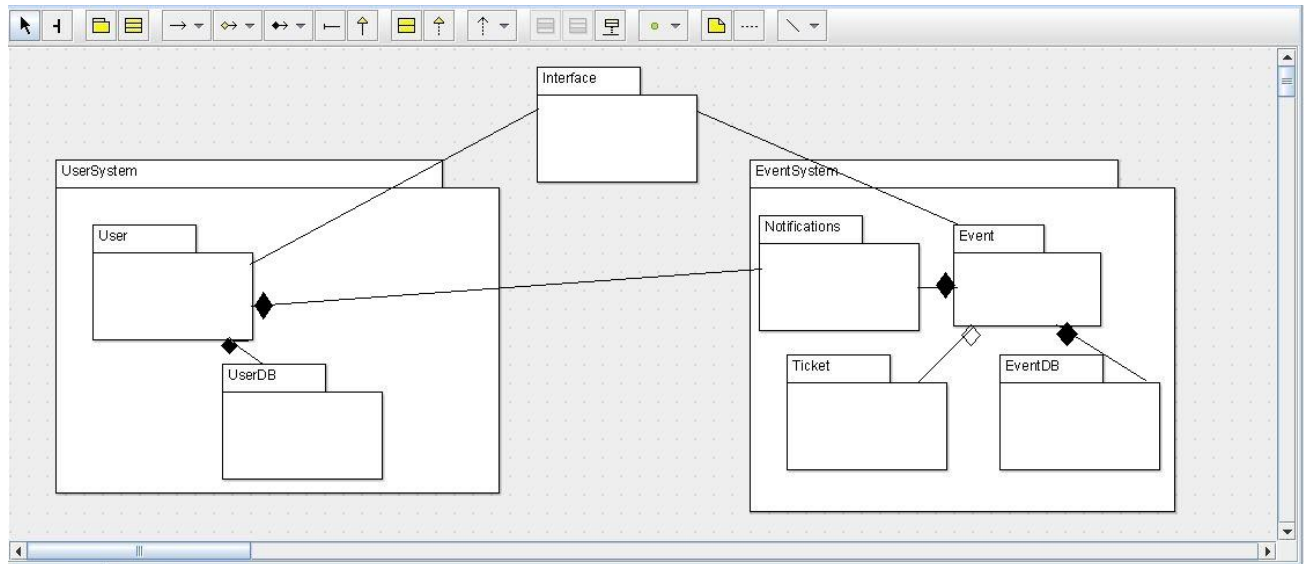 Interface
UserSystem
EventSystem
User
Notifications
Event
UserDB
Ticket
EventDB